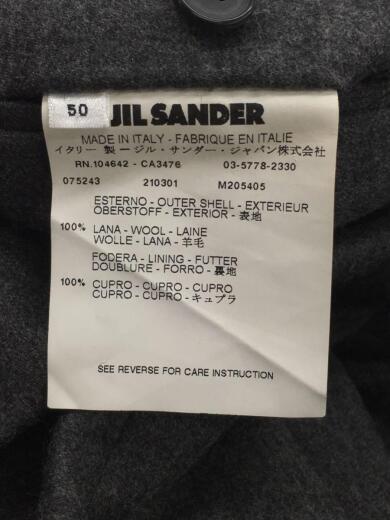 50
JIL SANDER
MADE IN ITALY - FABRIQUE EN ITALIE
イタリー 製 ージル・サンダー・ジャパン株式会社
RN.104642 - CA3476 03-5778-2330
075243 210301 M205405
ESTERNO - OUTER SHELL - EXTERIEUR
OBERSTOFF - EXTERIOR - 表地
100% LANA - WOOL - LAINE
WOLLE - LANA - 羊毛
FODERA - LINING - FUTTER
DOUBLURE - FORRO - 裏地
100% CUPRO - CUPRO - CUPRO
CUPRO - CUPRO - キュプラ
SEE REVERSE FOR CARE INSTRUCTION